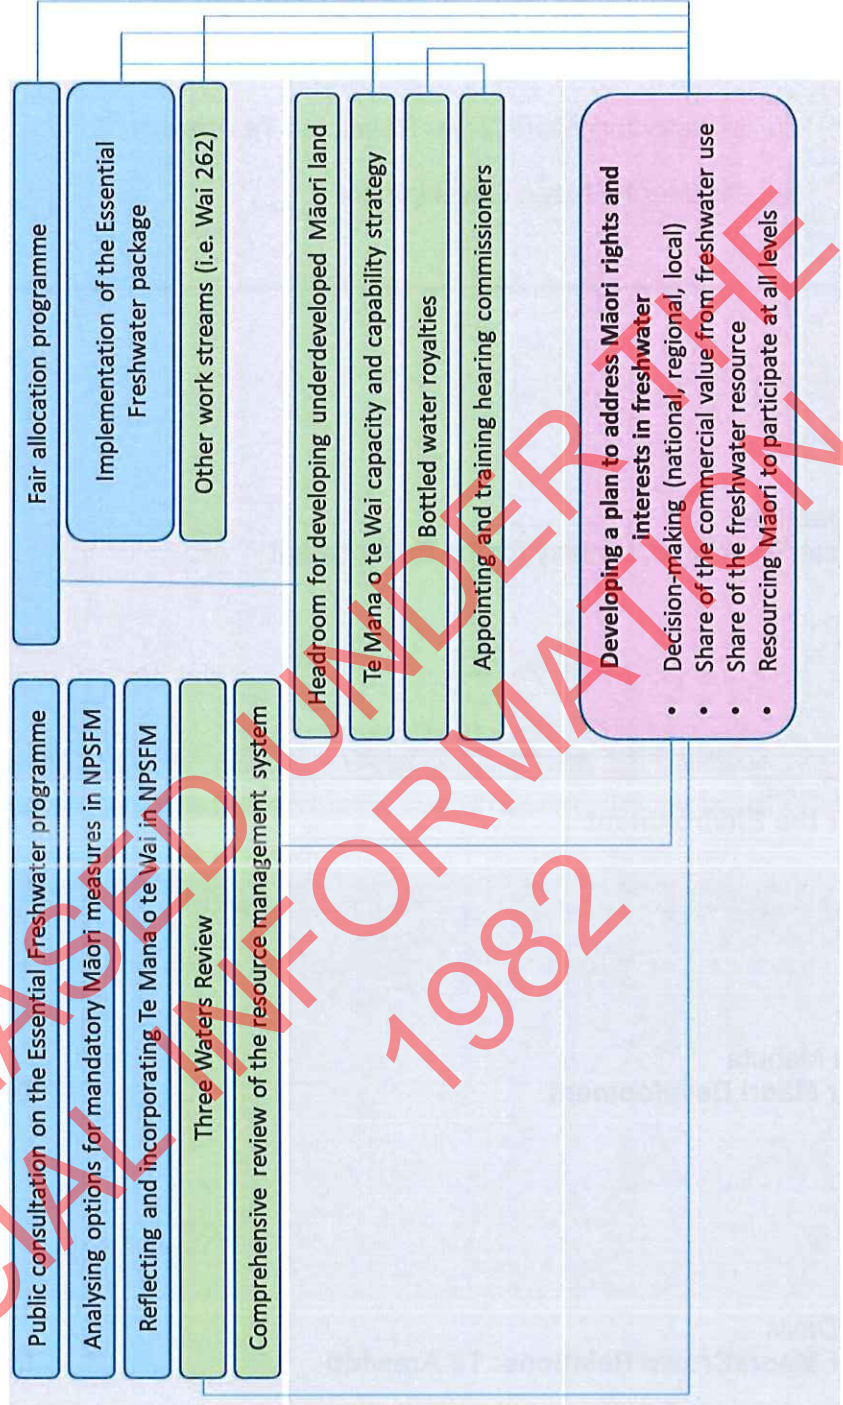 Public consultation on the Essential Freshwater programme
Analysing options for mandatory Māori measures in NPSFM
Reflecting and incorporating Te Mana o te Wai in NPSFM
Three Waters Review
Comprehensive review of the resource management system
Fair allocation programme
Implementation of the Essential
Freshwater package
Other work streams (i.e. Wai 262)
Headroom for developing underdeveloped Māori land
Te Mana o te Wai capacity and capability strategy
Bottled water royalties
Appointing and training hearing commissioners
Developing a plan to address Māori rights and
interests in freshwater
• Decision-making (national, regional, local)
• Share of the commercial value from freshwater use
• Share of the freshwater resource
• Resourcing Māori to participate at all levels
ASED UNDER THE
CIAL INFORMATION
1982